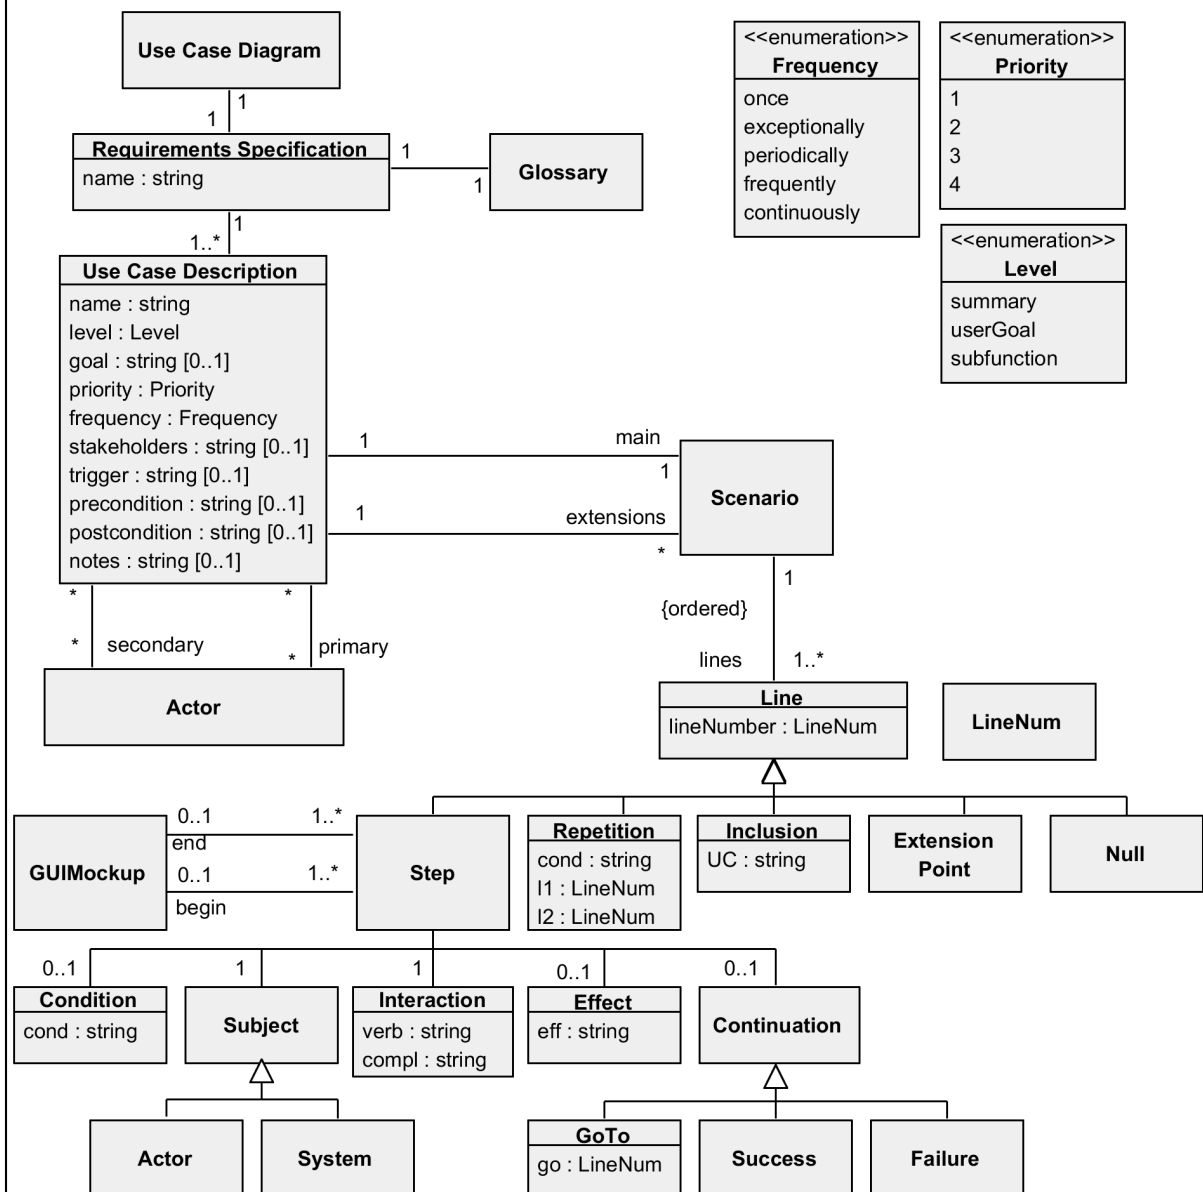 Use Case Diagram
1
1
Requirements Specification
name : string
1
1
Glossary
1
1..*
Use Case Description
name : string
level : Level
goal : string [0..1]
priority : Priority
frequency : Frequency
stakeholders : string [0..1]
trigger : string [0..1]
precondition : string [0..1]
postcondition : string [0..1]
notes : string [0..1]
<<enumeration>>
Frequency
once
exceptionally
periodically
frequently
continuously
<<enumeration>>
Priority
1
2
3
4
<<enumeration>>
Level
summary
userGoal
subfunction
1
main
1
1
extensions
*
Scenario
*
*
* secondary
* primary
Actor
1
{ordered}
lines
1..*
Line
lineNumber : LineNum
LineNum
GUIMockup
0..1
1..*
end
0..1
1..*
begin
Step
Repetition
cond : string
l1 : LineNum
l2 : LineNum
Inclusion
UC : string
Extension
Point
Null
0..1
1
1
0..1
0..1
Condition
cond : string
Subject
Interaction
verb : string
compl : string
Effect
eff : string
Continuation
Actor
System
GoTo
go : LineNum
Success
Failure